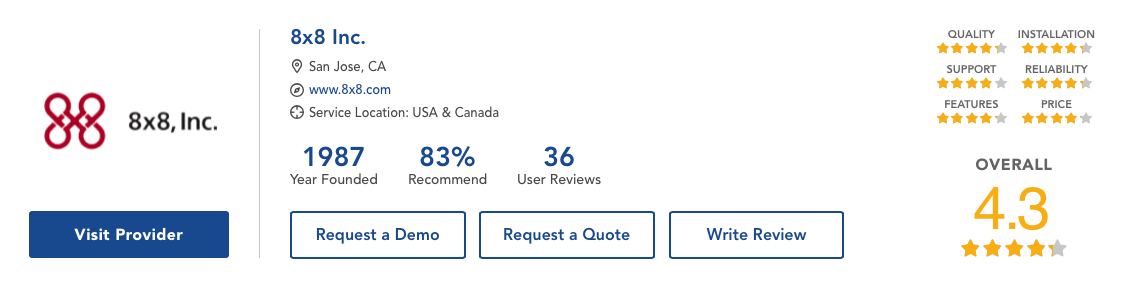 8x8, Inc.
Visit Provider
8x8 Inc.
San Jose, CA
www.8x8.com
Service Location: USA & Canada
1987 83% 36
Year Founded Recommend User Reviews
Request a Demo Request a Quote Write Review
QUALITY INSTALLATION
SUPPORT RELIABILITY
FEATURES PRICE
OVERALL
4.3